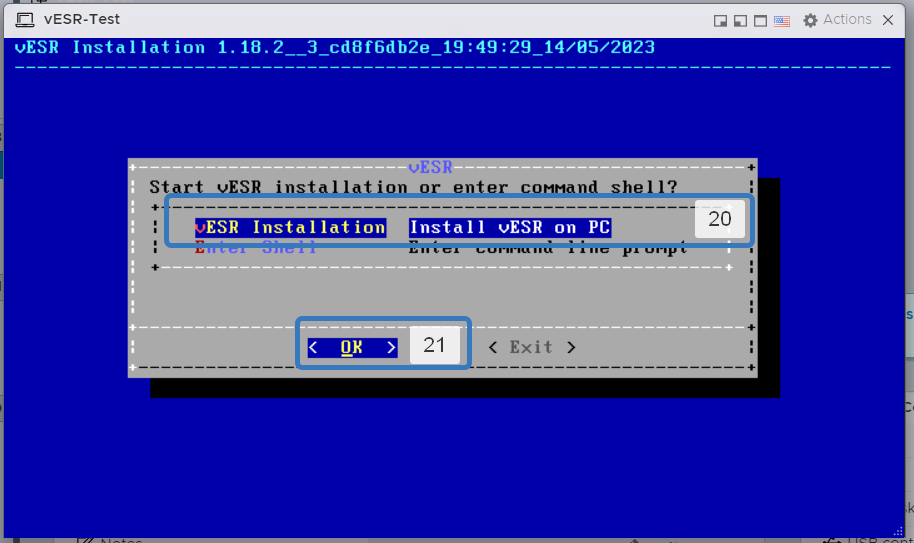 vESR-Test
Actions
vESR Installation 1.18.2__3_cd8f6db2e_19:49:29_14/05/2023
vESR
Start vESR installation or enter command shell?
20
vESR Installation Install vESR on PC
Enter Shell Enter command line prompt
< OK > 21 < Exit >
Notes